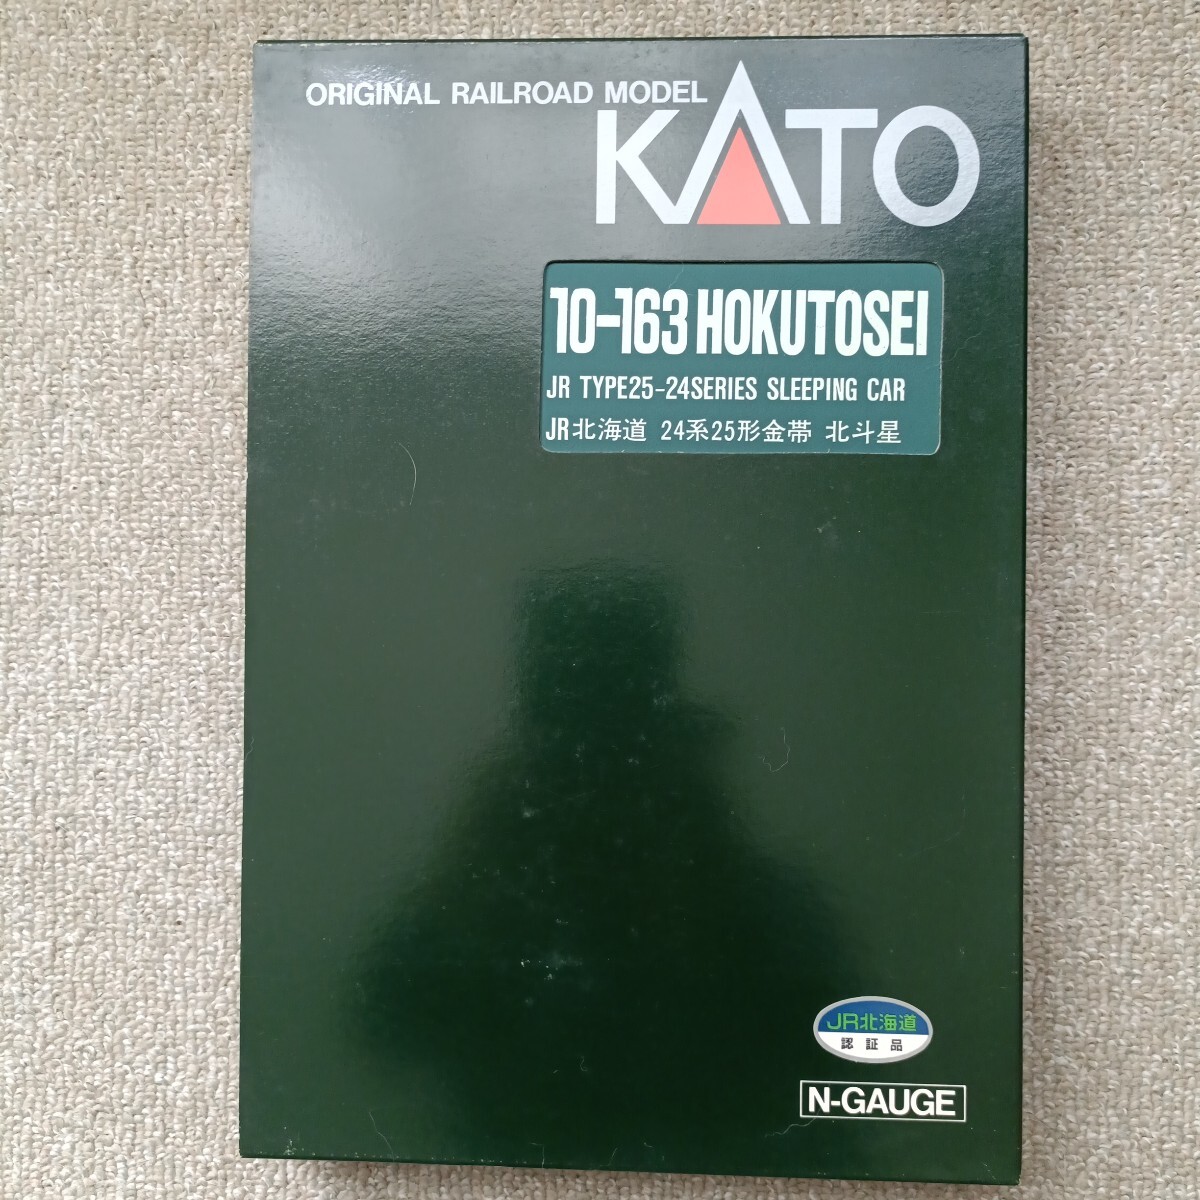 ORIGINAL RAILROAD MODEL
KATO
10-163 HOKUTOSEI
JR TYPE25-24SERIES SLEEPING CAR
JR北海道 24系25形金帯 北斗星
JR北海道
認証品
N-GAUGE